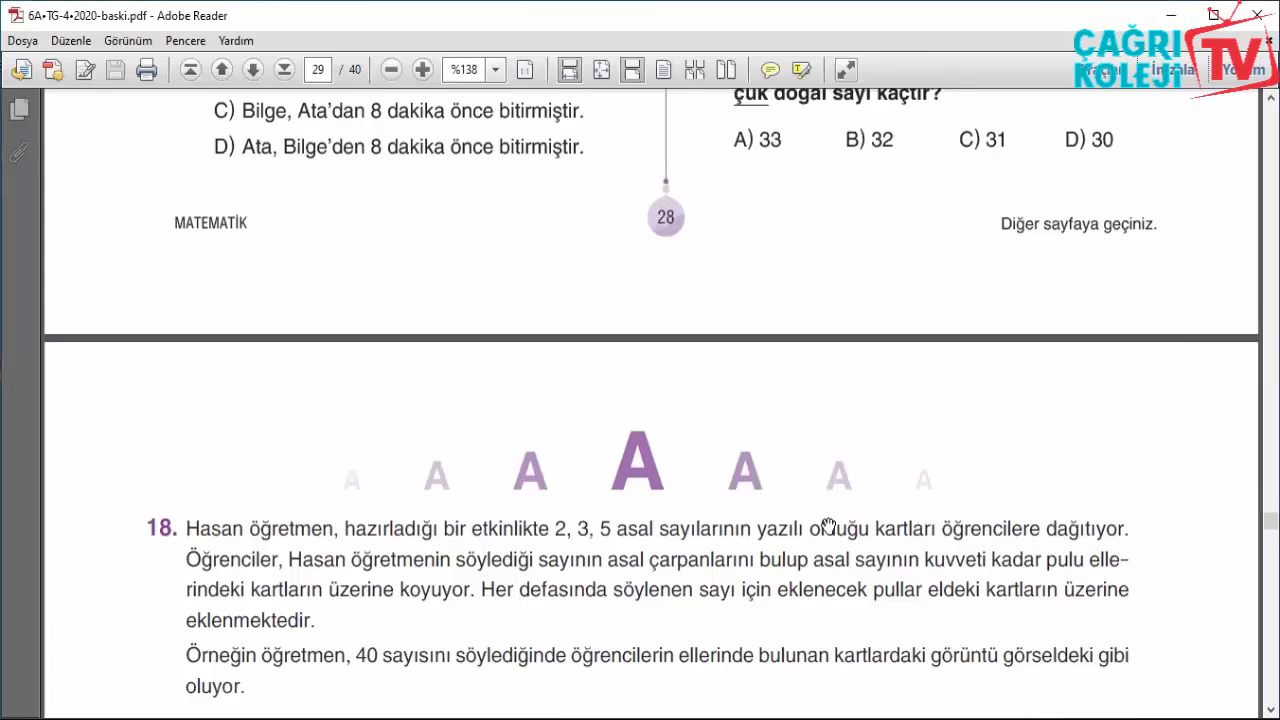 6A•TG-4•2020-baski.pdf - Adobe Reader
Dosya Düzenle Görünüm Pencere Yardım
29 / 40 %138
ÇAĞRI
KOLEJİ
TV
C) Bilge, Ata’dan 8 dakika önce bitirmiştir.
D) Ata, Bilge’den 8 dakika önce bitirmiştir.
çük doğal sayı kaçtır?
A) 33 B) 32 C) 31 D) 30
MATEMATİK
28
Diğer sayfaya geçiniz.
A A A A A A A
18. Hasan öğretmen, hazırladığı bir etkinlikte 2, 3, 5 asal sayılarının yazılı olduğu kartları öğrencilere dağıtıyor.
Öğrenciler, Hasan öğretmenin söylediği sayının asal çarpanlarını bulup asal sayının kuvveti kadar pulu elle-
rindeki kartların üzerine koyuyor. Her defasında söylenen sayı için eklenecek pullar eldeki kartların üzerine
eklenmektedir.
Örneğin öğretmen, 40 sayısını söylediğinde öğrencilerin ellerinde bulunan kartlardaki görüntü görseldeki gibi
oluyor.